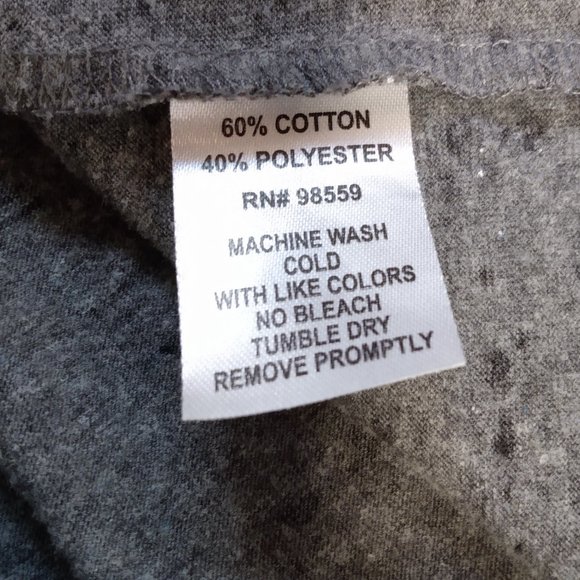 60% COTTON
40% POLYESTER
RN# 98559
MACHINE WASH
COLD
WITH LIKE COLORS
NO BLEACH
TUMBLE DRY
REMOVE PROMPTLY